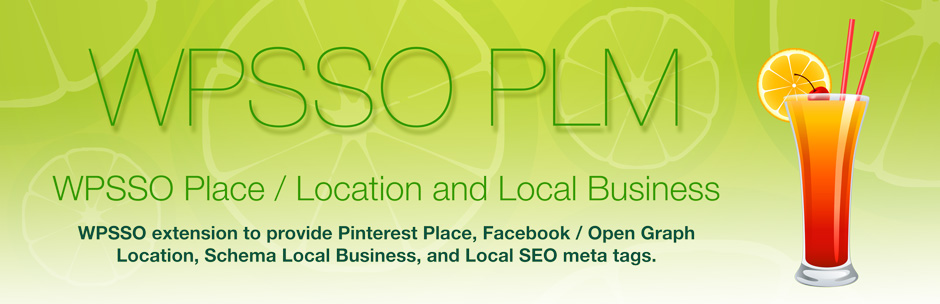 WPSSO PLM
WPSSO Place / Location and Local Business
WPSSO extension to provide Pinterest Place, Facebook / Open Graph
Location, Schema Local Business, and Local SEO meta tags.